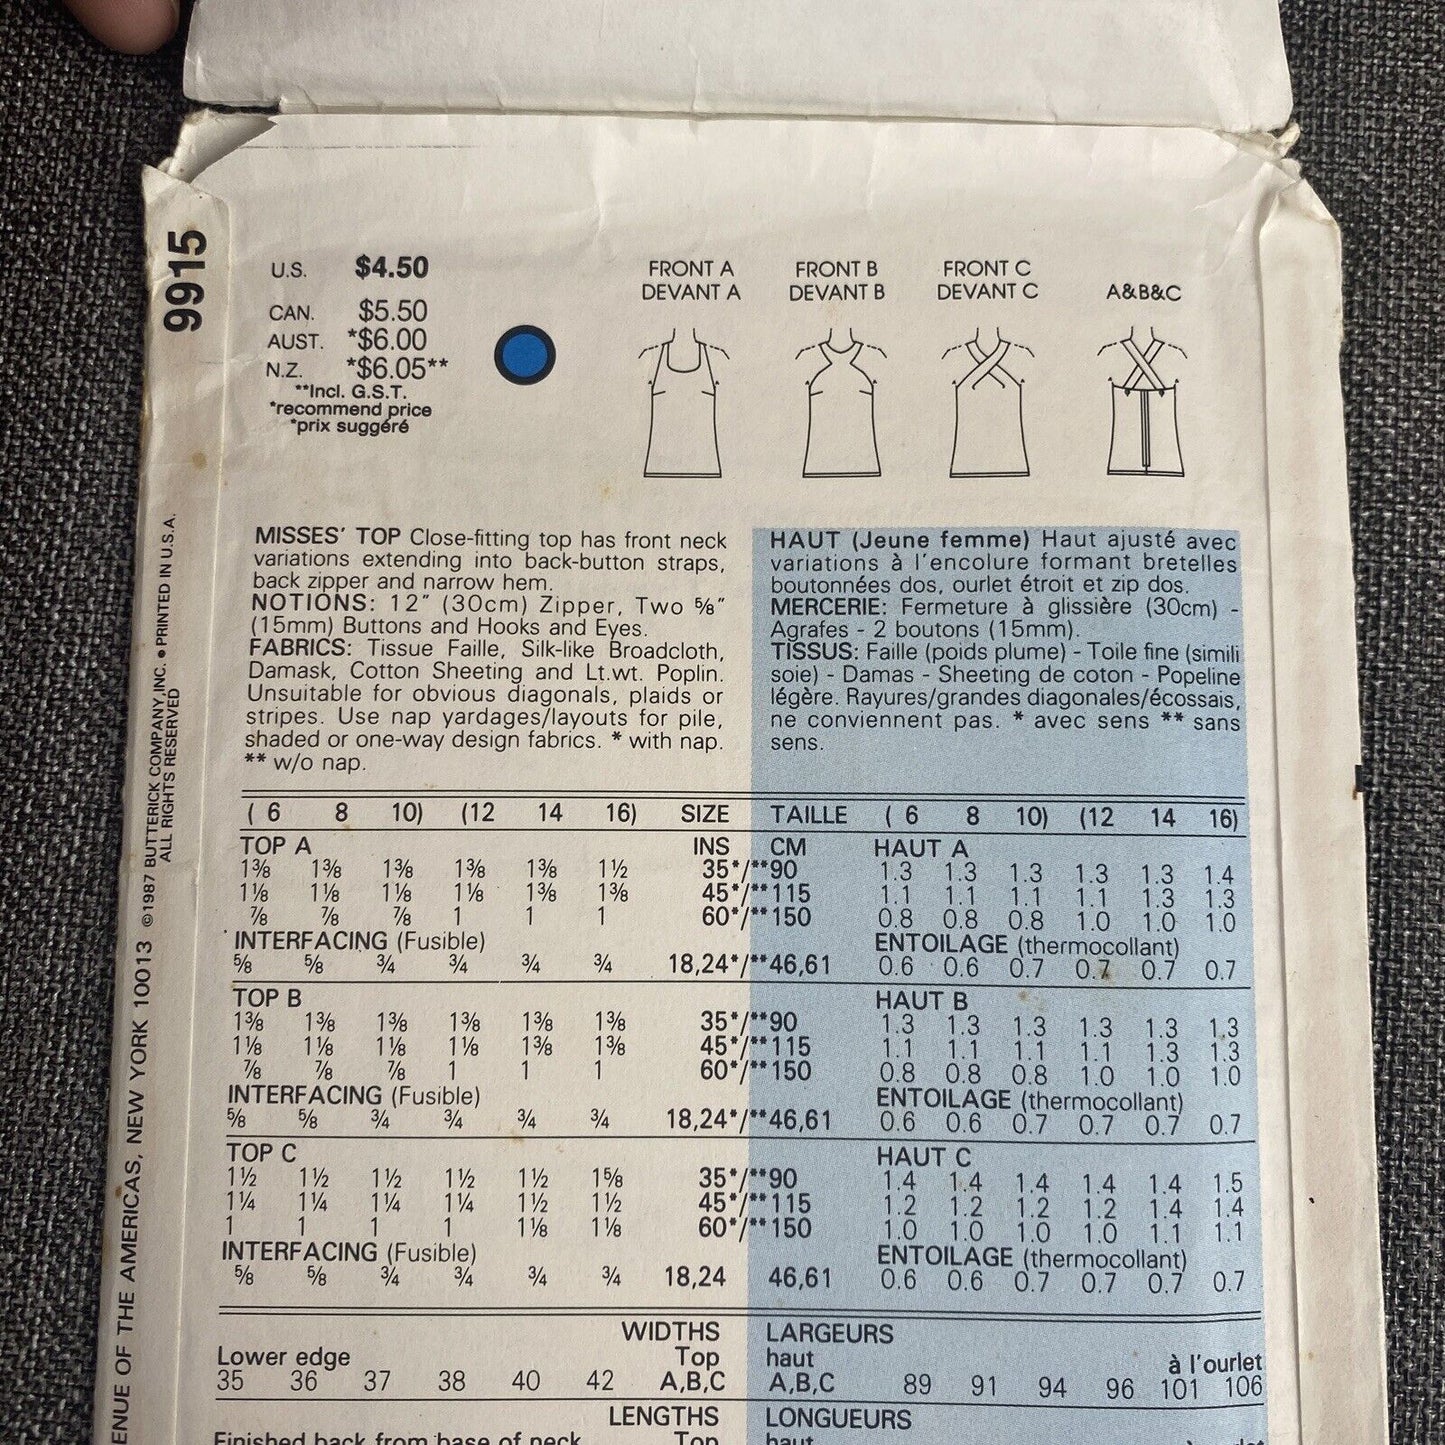 9915
U.S. $4.50
CAN. $5.50
AUST. *$6.00
N.Z. *$6.05**
**Incl. G.S.T.
*recommend price
*prix suggéré
FRONT A
DEVANT A
FRONT B
DEVANT B
FRONT C
DEVANT C
A&B&C
ENUE OF THE AMERICAS, NEW YORK 10013 ©1987 BUTTERICK COMPANY, INC. • PRINTED IN U.S.A.
ALL RIGHTS RESERVED
MISSES' TOP Close-fitting top has front neck
variations extending into back-button straps,
back zipper and narrow hem.
NOTIONS: 12" (30cm) Zipper, Two ⅝"
(15mm) Buttons and Hooks and Eyes.
FABRICS: Tissue Faille, Silk-like Broadcloth,
Damask, Cotton Sheeting and Lt.wt. Poplin.
Unsuitable for obvious diagonals, plaids or
stripes. Use nap yardages/layouts for pile,
shaded or one-way design fabrics. * with nap.
** w/o nap.
HAUT (Jeune femme) Haut ajusté avec
variations à l'encolure formant bretelles
boutonnées dos, ourlet étroit et zip dos.
MERCERIE: Fermeture à glissière (30cm) -
Agrafes - 2 boutons (15mm).
TISSUS: Faille (poids plume) - Toile fine (simili
soie) - Damas - Sheeting de coton - Popeline
légère. Rayures/grandes diagonales/écossais,
ne conviennent pas. * avec sens ** sans
sens.
( 6 8 10) (12 14 16) SIZE TAILLE ( 6 8 10) (12 14 16)
TOP A INS CM HAUT A
1⅜ 1⅜ 1⅜ 1⅜ 1⅜ 1½ 35*/**90 1.3 1.3 1.3 1.3 1.3 1.4
1⅛ 1⅛ 1⅛ 1⅛ 1⅜ 1⅜ 45*/**115 1.1 1.1 1.1 1.1 1.3 1.3
⅞ ⅞ ⅞ 1 1 1 60*/**150 0.8 0.8 0.8 1.0 1.0 1.0
INTERFACING (Fusible) ENTOILAGE (thermocollant)
⅝ ⅝ ¾ ¾ ¾ ¾ 18,24*/**46,61 0.6 0.6 0.7 0.7 0.7 0.7
TOP B HAUT B
1⅜ 1⅜ 1⅜ 1⅜ 1⅜ 1⅜ 35*/**90 1.3 1.3 1.3 1.3 1.3 1.3
1⅛ 1⅛ 1⅛ 1⅛ 1⅜ 1⅜ 45*/**115 1.1 1.1 1.1 1.1 1.3 1.3
⅞ ⅞ ⅞ 1 1 1 60*/**150 0.8 0.8 0.8 1.0 1.0 1.0
INTERFACING (Fusible) ENTOILAGE (thermocollant)
⅝ ⅝ ¾ ¾ ¾ ¾ 18,24*/**46,61 0.6 0.6 0.7 0.7 0.7 0.7
TOP C HAUT C
1½ 1½ 1½ 1½ 1½ 1⅝ 35*/**90 1.4 1.4 1.4 1.4 1.4 1.5
1¼ 1¼ 1¼ 1¼ 1½ 1½ 45*/**115 1.2 1.2 1.2 1.2 1.4 1.4
1 1 1 1 1⅛ 1⅛ 60*/**150 1.0 1.0 1.0 1.0 1.1 1.1
INTERFACING (Fusible) ENTOILAGE (thermocollant)
⅝ ⅝ ¾ ¾ ¾ ¾ 18,24 46,61 0.6 0.6 0.7 0.7 0.7 0.7
WIDTHS LARGEURS
Lower edge Top haut à l'ourlet
35 36 37 38 40 42 A,B,C A,B,C 89 91 94 96 101 106
LENGTHS LONGUEURS
Finished back from base of neck Top haut